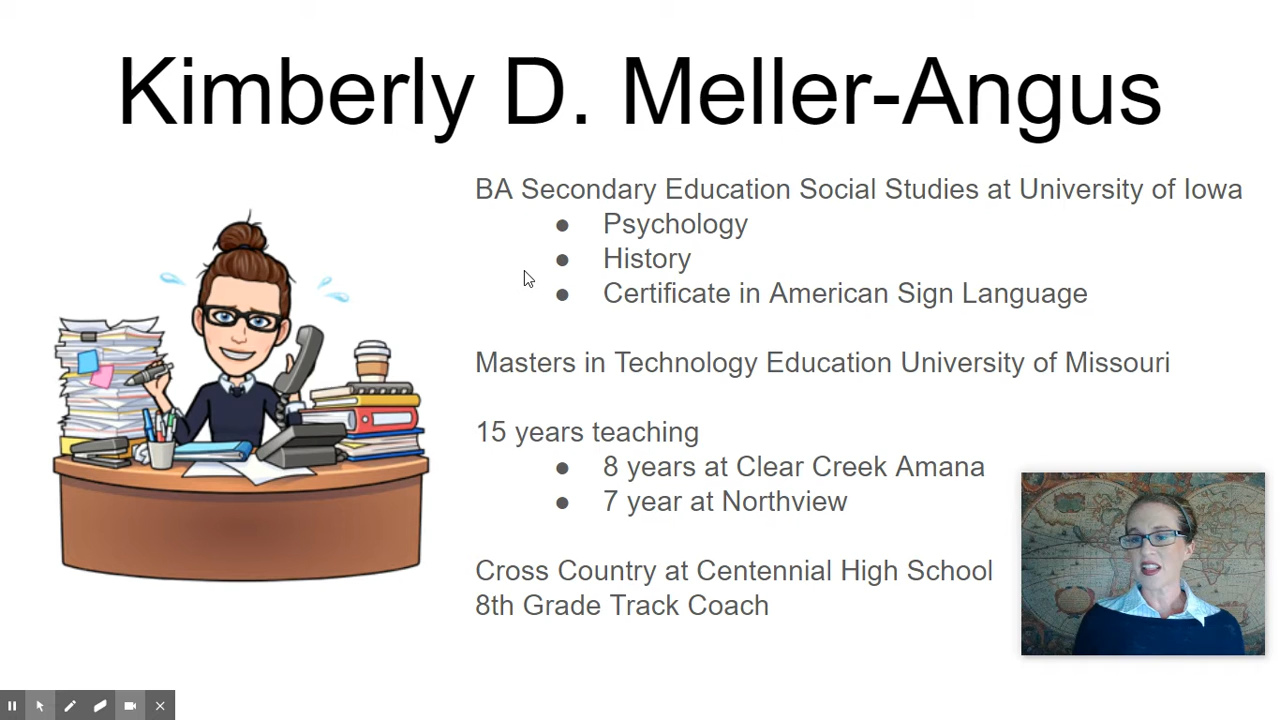 Kimberly D. Meller-Angus
BA Secondary Education Social Studies at University of Iowa
● Psychology
● History
● Certificate in American Sign Language
Masters in Technology Education University of Missouri
15 years teaching
● 8 years at Clear Creek Amana
● 7 year at Northview
Cross Country at Centennial High School
8th Grade Track Coach